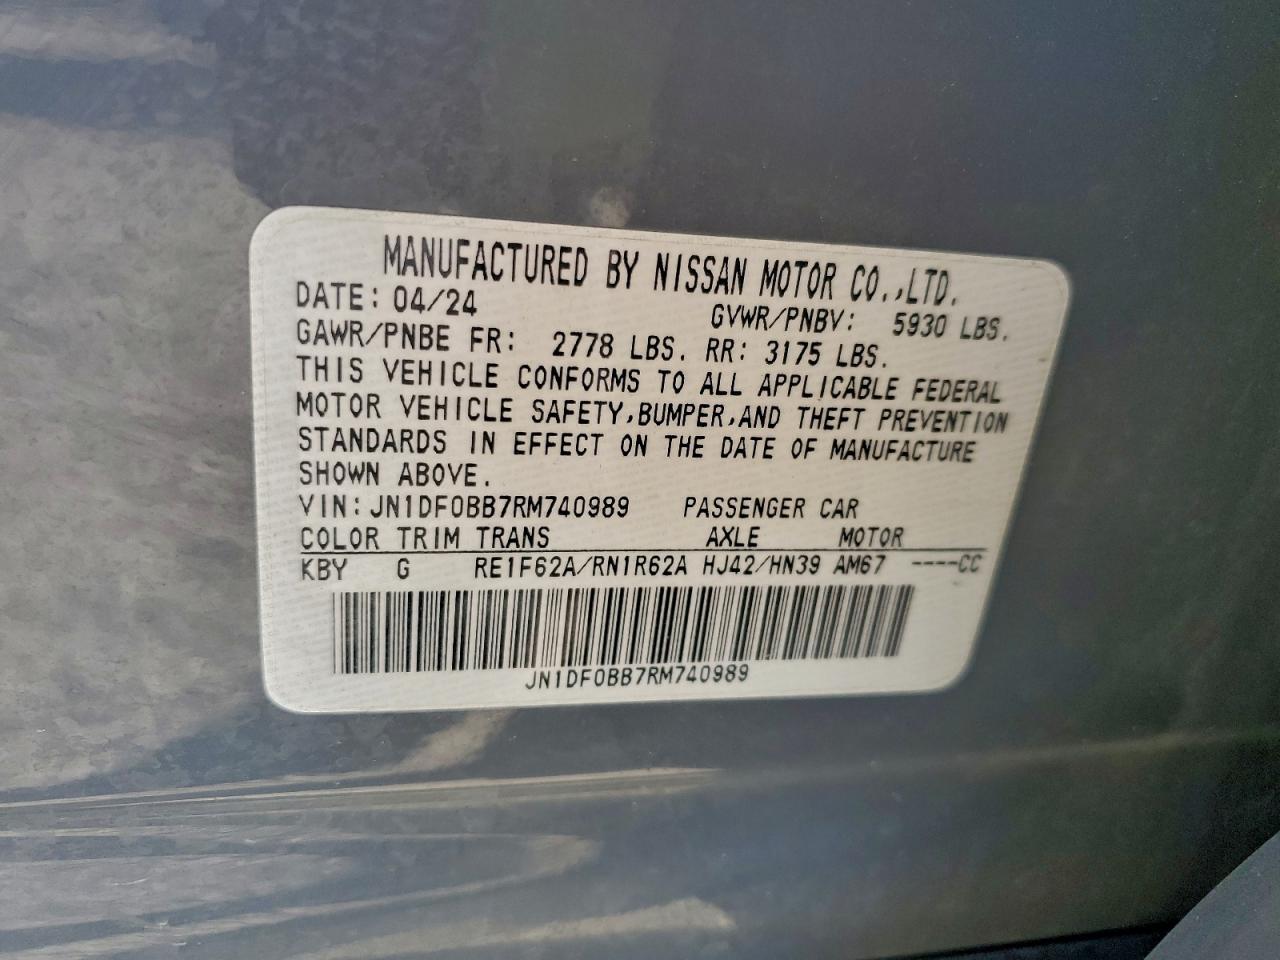 MANUFACTURED BY NISSAN MOTOR CO.,LTD.
DATE: 04/24 GVWR/PNBV: 5930 LBS.
GAWR/PNBE FR: 2778 LBS. RR: 3175 LBS.
THIS VEHICLE CONFORMS TO ALL APPLICABLE FEDERAL
MOTOR VEHICLE SAFETY,BUMPER,AND THEFT PREVENTION
STANDARDS IN EFFECT ON THE DATE OF MANUFACTURE
SHOWN ABOVE.
VIN: JN1DF0BB7RM740989 PASSENGER CAR
COLOR TRIM TRANS AXLE MOTOR
KBY G RE1F62A/RN1R62A HJ42/HN39 AM67 ----CC
JN1DF0BB7RM740989